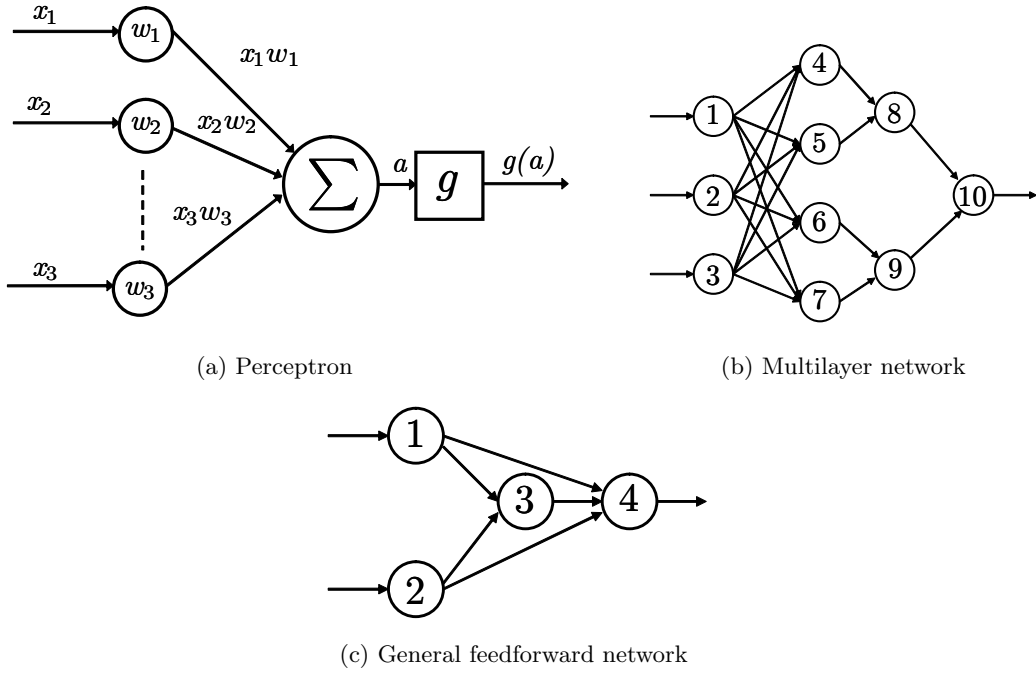 x1
w1
x1w1
x2
w2
x2w2
x3w3
x3
w3
∑
a
g
g(a)
(a) Perceptron
1
2
3
4
5
6
7
8
9
10
(b) Multilayer network
1
2
3
4
(c) General feedforward network